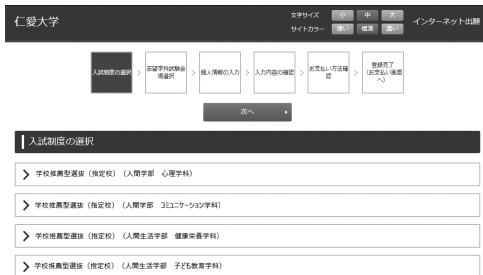 仁愛大学
文字サイズ 小 中 大
サイトカラー 薄い 標準 濃い
インターネット出願
入試制度の選択 > 志望学科試験会場選択 > 個人情報の入力 > 入力内容の確認 > お支払い方法確認 > 登録完了(お支払い画面へ)
次へ
入試制度の選択
学校推薦型選抜(指定校)(人間学部 心理学科)
学校推薦型選抜(指定校)(人間学部 コミュニケーション学科)
学校推薦型選抜(指定校)(人間生活学部 健康栄養学科)
学校推薦型選抜(指定校)(人間生活学部 子ども教育学科)